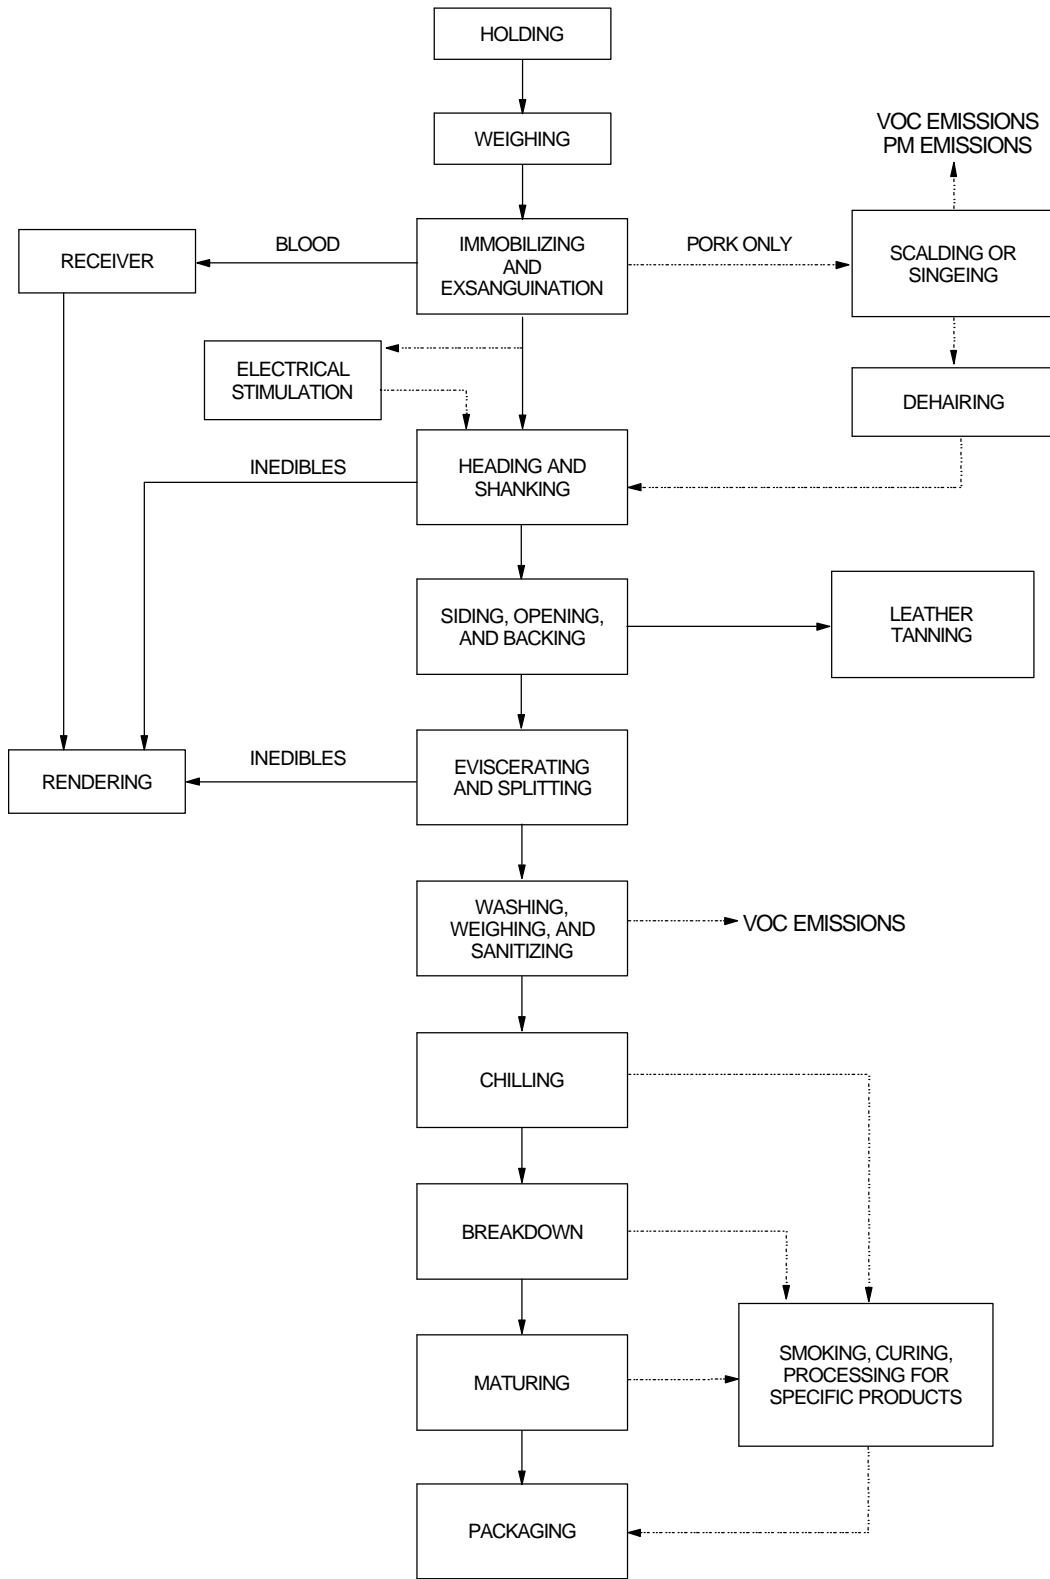 HOLDING
WEIGHING
VOC EMISSIONS
PM EMISSIONS
RECEIVER
BLOOD
IMMOBILIZING
AND
EXSANGUINATION
PORK ONLY
SCALDING OR
SINGEING
ELECTRICAL
STIMULATION
DEHAIRING
INEDIBLES
HEADING AND
SHANKING
SIDING, OPENING,
AND BACKING
LEATHER
TANNING
RENDERING
INEDIBLES
EVISCERATING
AND SPLITTING
WASHING,
WEIGHING, AND
SANITIZING
VOC EMISSIONS
CHILLING
BREAKDOWN
MATURING
SMOKING, CURING,
PROCESSING FOR
SPECIFIC PRODUCTS
PACKAGING